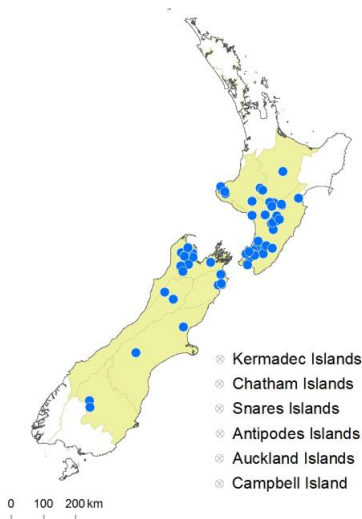 Kermadec Islands
Chatham Islands
Snares Islands
Antipodes Islands
Auckland Islands
Campbell Island
0 100 200 km